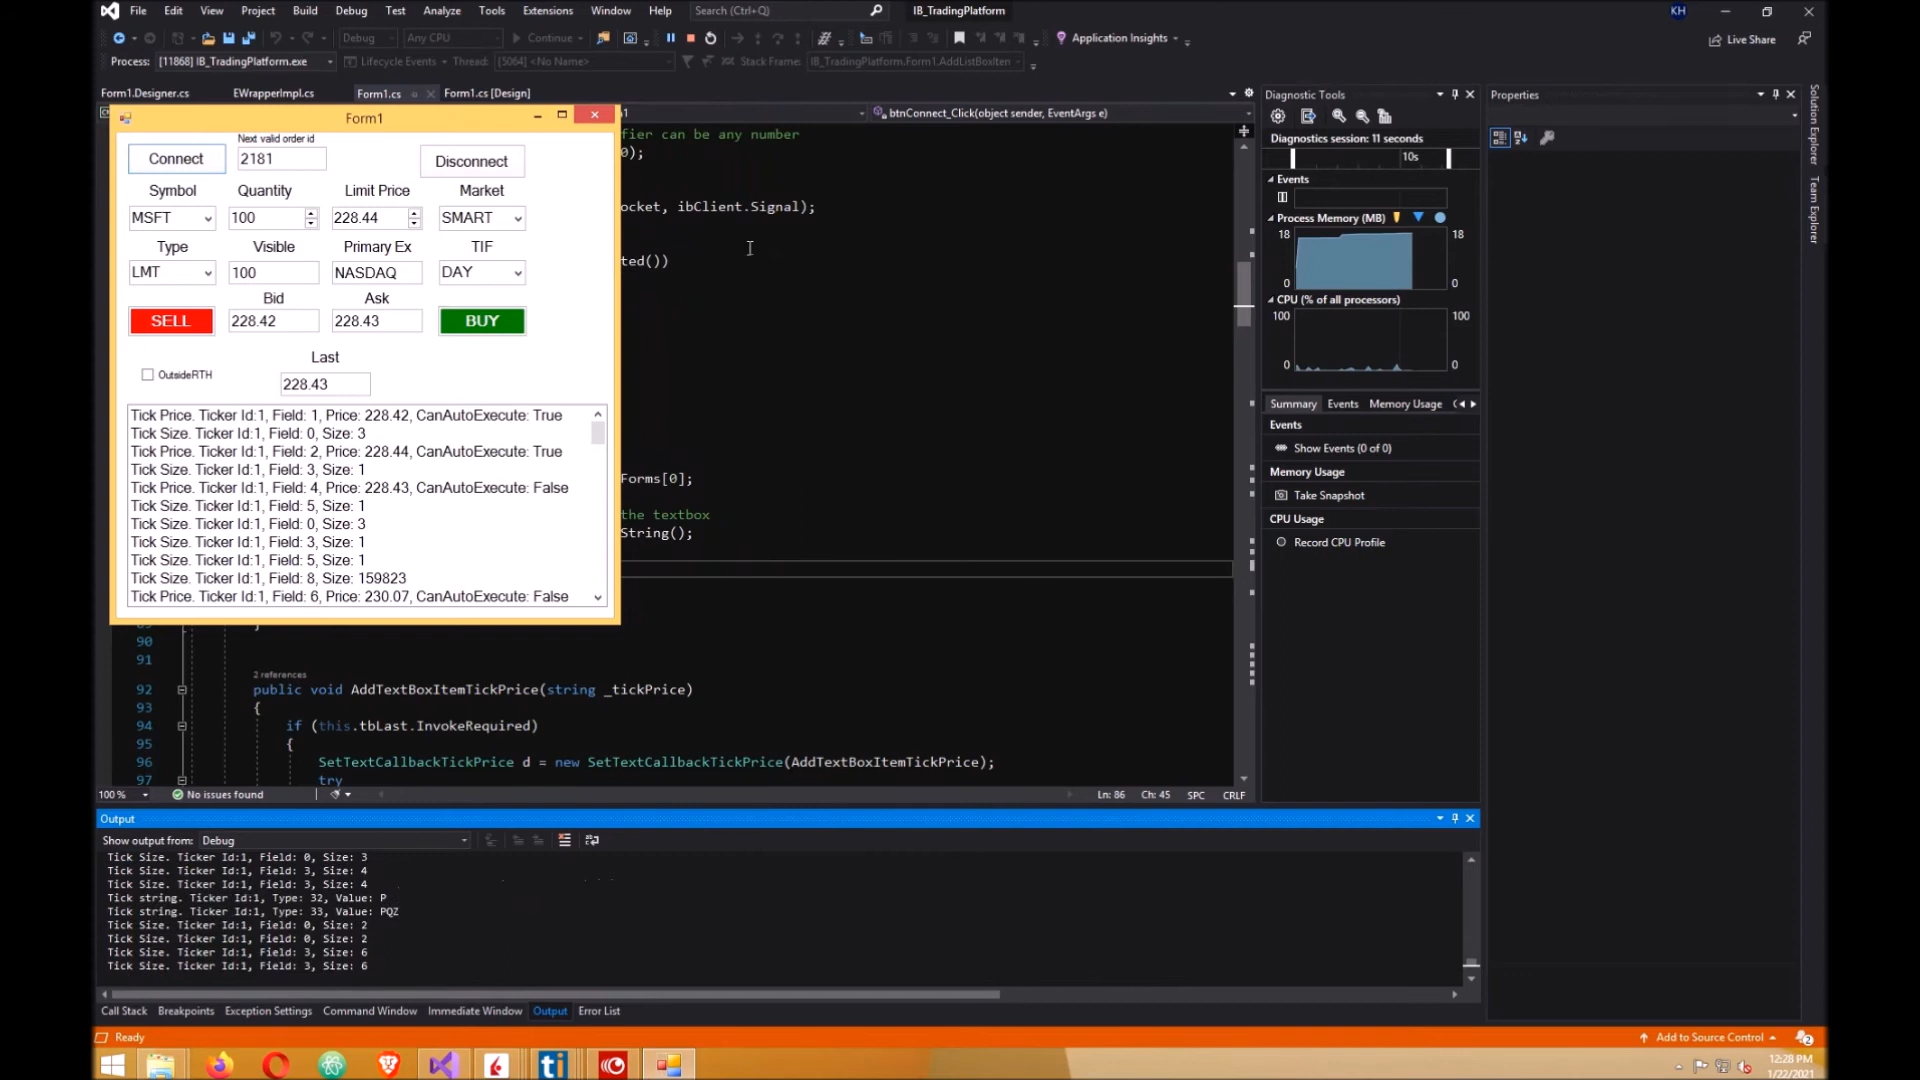 File Edit View Project Build Debug Test Analyze Tools Extensions Window Help Search (Ctrl+Q) IB_TradingPlatform KH
Debug Any CPU Continue Application Insights Live Share
Process: [11868] IB_TradingPlatform.exe Lifecycle Events Thread: [5064] <No Name> Stack Frame: IB_TradingPlatform.Form1.AddListBoxIten
Form1.Designer.cs EWrapperImpl.cs Form1.cs Form1.cs [Design]
btnConnect_Click(object sender, EventArgs e)
Form1
Next valid order id
Connect 2181 Disconnect
Symbol Quantity Limit Price Market
MSFT 100 228.44 SMART
Type Visible Primary Ex TIF
LMT 100 NASDAQ DAY
Bid Ask
SELL 228.42 228.43 BUY
Last
OutsideRTH 228.43
Tick Price. Ticker Id:1, Field: 1, Price: 228.42, CanAutoExecute: True
Tick Size. Ticker Id:1, Field: 0, Size: 3
Tick Price. Ticker Id:1, Field: 2, Price: 228.44, CanAutoExecute: True
Tick Size. Ticker Id:1, Field: 3, Size: 1
Tick Price. Ticker Id:1, Field: 4, Price: 228.43, CanAutoExecute: False
Tick Size. Ticker Id:1, Field: 5, Size: 1
Tick Size. Ticker Id:1, Field: 0, Size: 3
Tick Size. Ticker Id:1, Field: 3, Size: 1
Tick Size. Ticker Id:1, Field: 5, Size: 1
Tick Size. Ticker Id:1, Field: 8, Size: 159823
Tick Price. Ticker Id:1, Field: 6, Price: 230.07, CanAutoExecute: False
fier can be any number
0);
ocket, ibClient.Signal);
ted())
Forms[0];
the textbox
String();
90
91
2 references
92 public void AddTextBoxItemTickPrice(string _tickPrice)
93 {
94 if (this.tbLast.InvokeRequired)
95 {
96 SetTextCallbackTickPrice d = new SetTextCallbackTickPrice(AddTextBoxItemTickPrice);
97 try
100 % No issues found Ln: 86 Ch: 45 SPC CRLF
Diagnostic Tools
Diagnostics session: 11 seconds
10s
Events
Process Memory (MB)
18 18
0 0
CPU (% of all processors)
100 100
0 0
Summary Events Memory Usage
Events
Show Events (0 of 0)
Memory Usage
Take Snapshot
CPU Usage
Record CPU Profile
Properties
Solution Explorer
Team Explorer
Output
Show output from: Debug
Tick Size. Ticker Id:1, Field: 0, Size: 3
Tick Size. Ticker Id:1, Field: 3, Size: 4
Tick Size. Ticker Id:1, Field: 3, Size: 4
Tick string. Ticker Id:1, Type: 32, Value: P
Tick string. Ticker Id:1, Type: 33, Value: PQZ
Tick Size. Ticker Id:1, Field: 0, Size: 2
Tick Size. Ticker Id:1, Field: 0, Size: 2
Tick Size. Ticker Id:1, Field: 3, Size: 6
Tick Size. Ticker Id:1, Field: 3, Size: 6
Call Stack Breakpoints Exception Settings Command Window Immediate Window Output Error List
Ready Add to Source Control 2
12:28 PM
1/22/2021